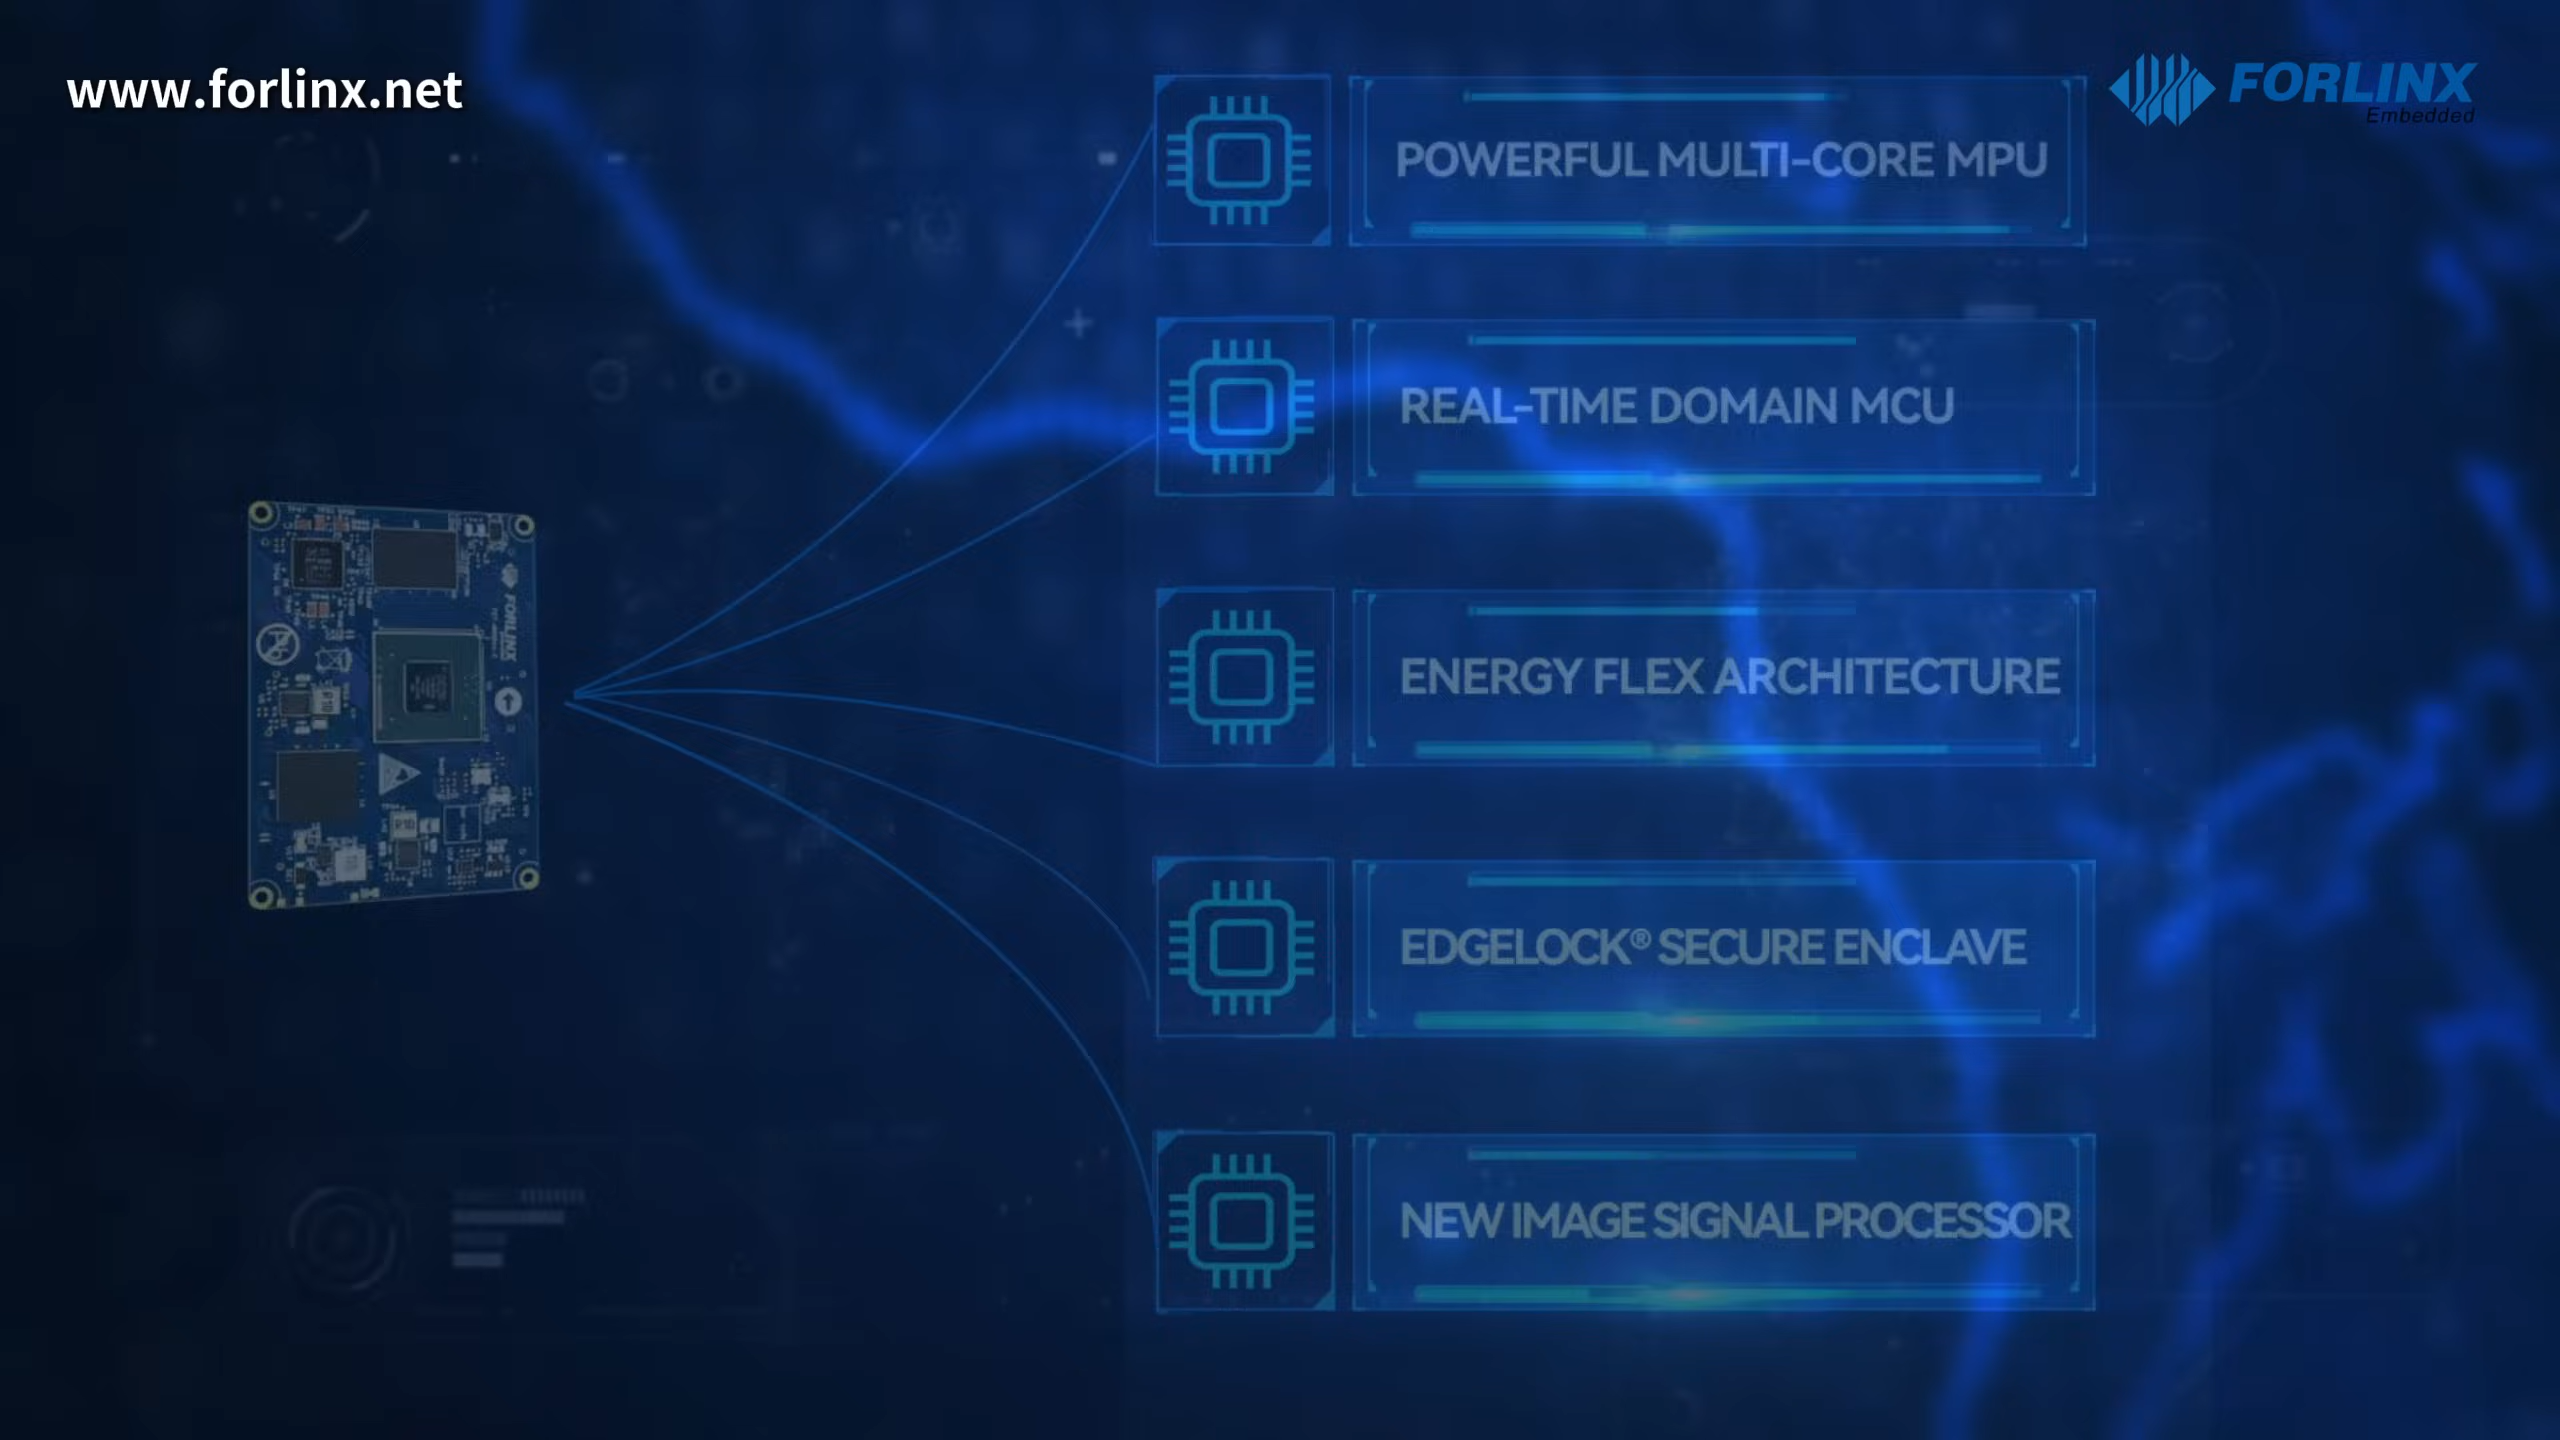 www.forlinx.net
FORLINX
Embedded
POWERFUL MULTI-CORE MPU
REAL-TIME DOMAIN MCU
ENERGY FLEX ARCHITECTURE
EDGELOCK® SECURE ENCLAVE
NEW IMAGE SIGNAL PROCESSOR
FORLINX